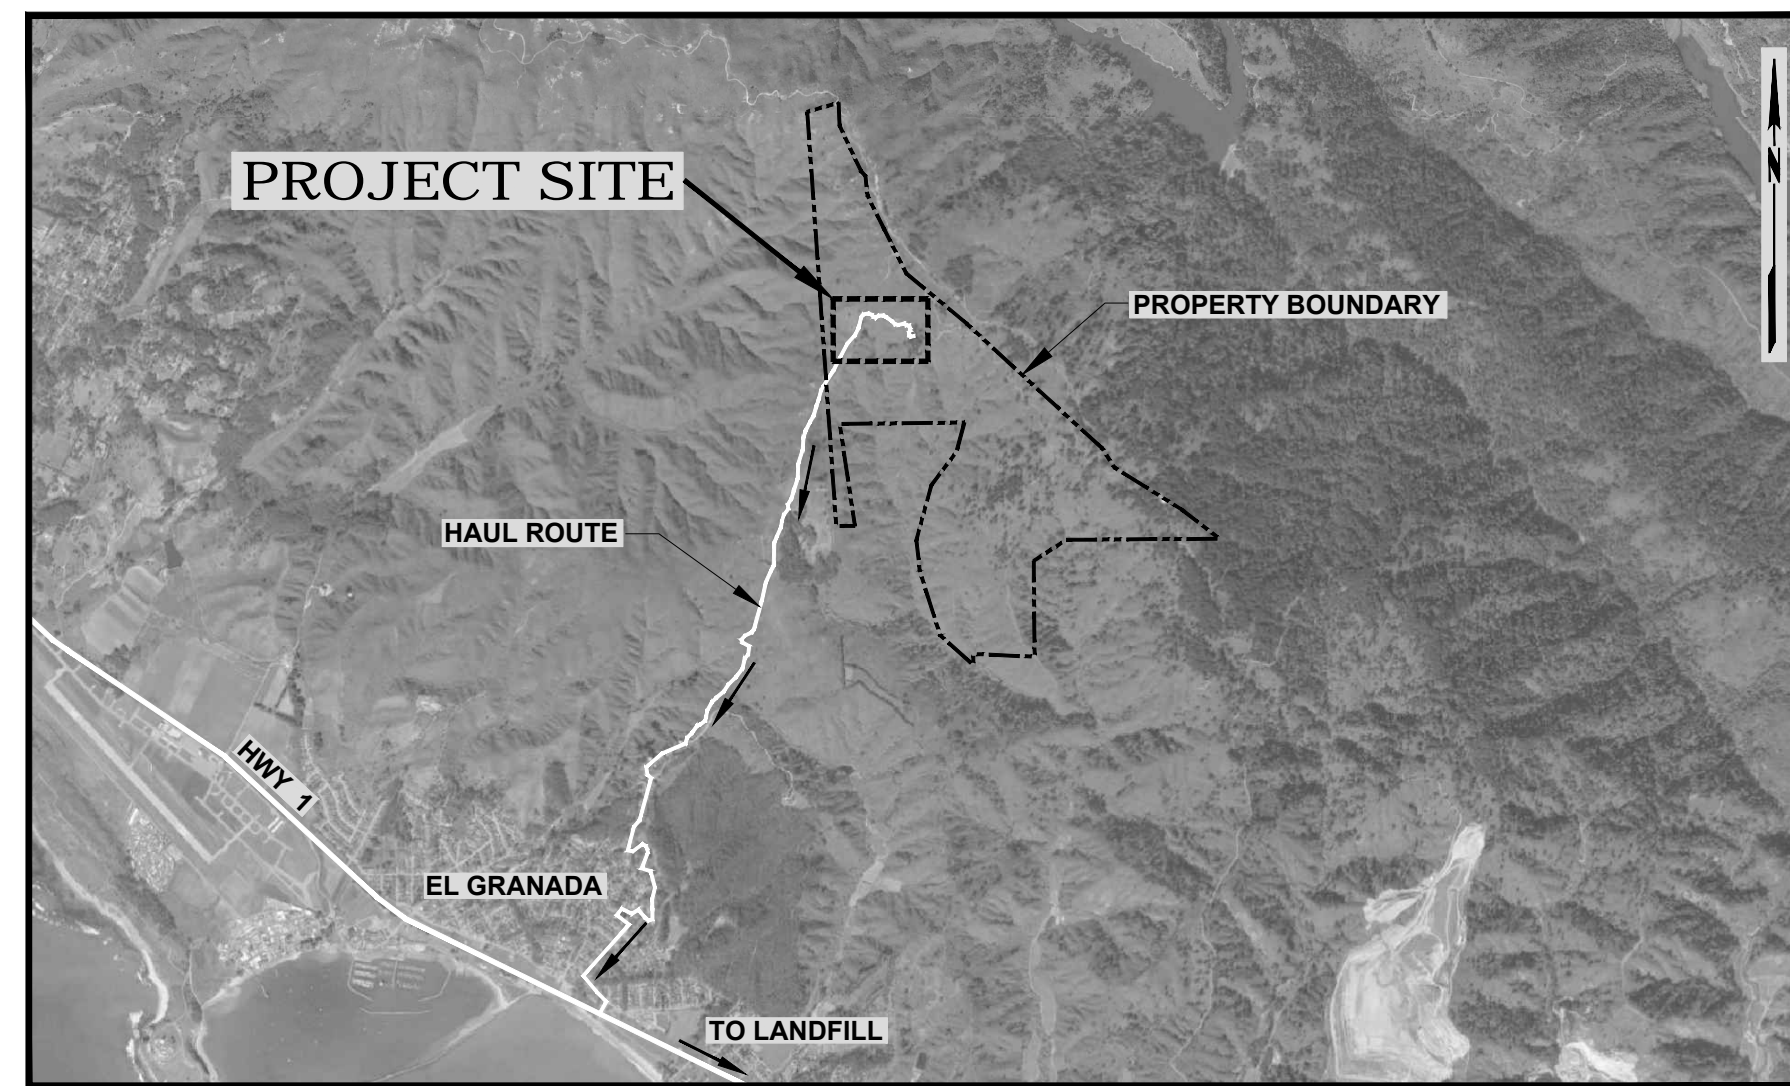 PROJECT SITE
N
PROPERTY BOUNDARY
HAUL ROUTE
HWY 1
EL GRANADA
TO LANDFILL